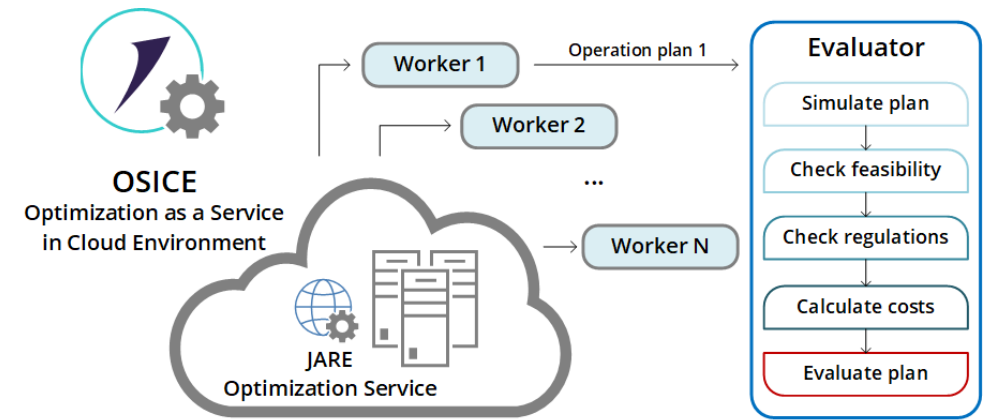 OSICE
Optimization as a Service
in Cloud Environment
JARE
Optimization Service
Worker 1
Worker 2
...
Worker N
Operation plan 1
Evaluator
Simulate plan
Check feasibility
Check regulations
Calculate costs
Evaluate plan